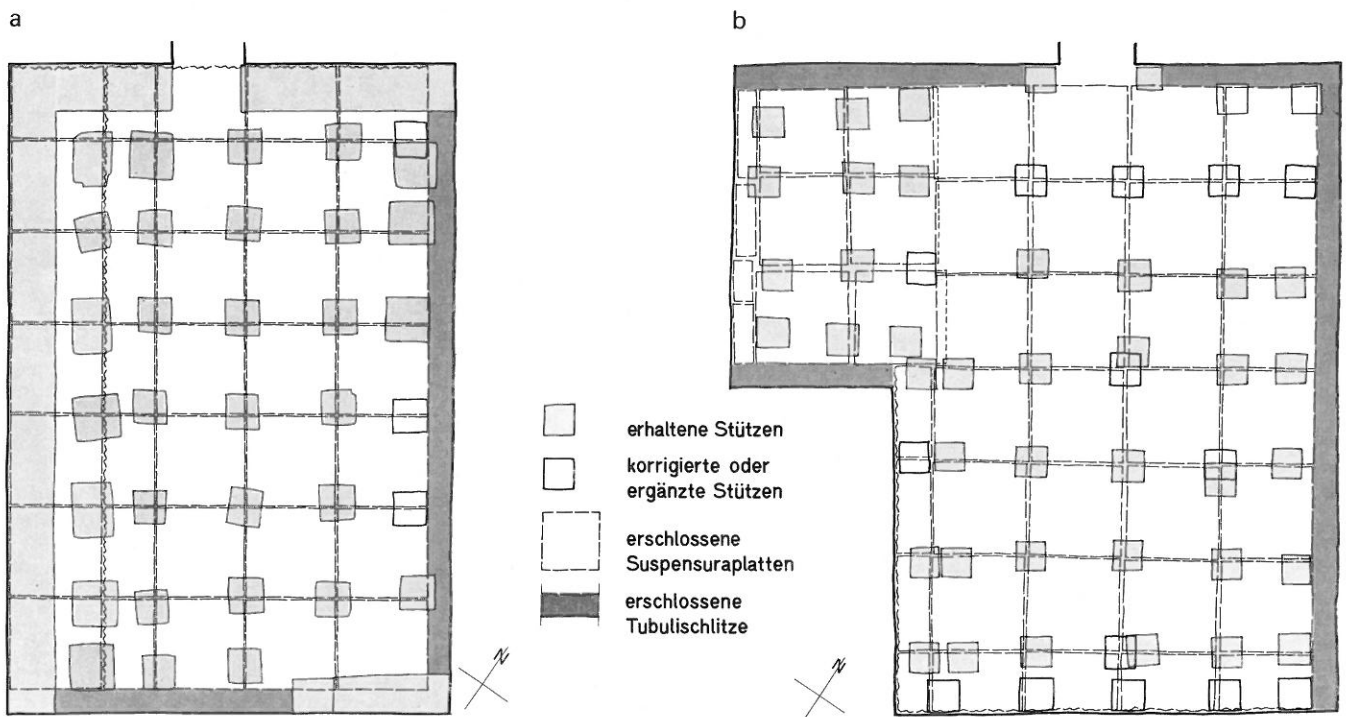 a
b
erhaltene Stützen
korrigierte oder
ergänzte Stützen
erschlossene
Suspensuraplatten
erschlossene
Tubulischlitze
N
N